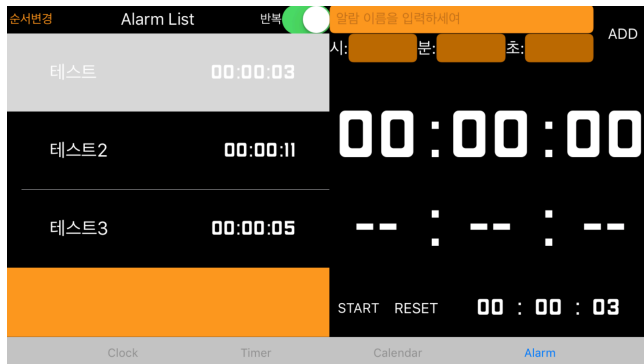 순서변경 Alarm List 반복
테스트 00:00:03
테스트2 00:00:11
테스트3 00:00:05
알람 이름을 입력하세여
ADD
시: 분: 초:
00:00:00
-- : -- : --
START RESET 00 : 00 : 03
Clock Timer Calendar Alarm